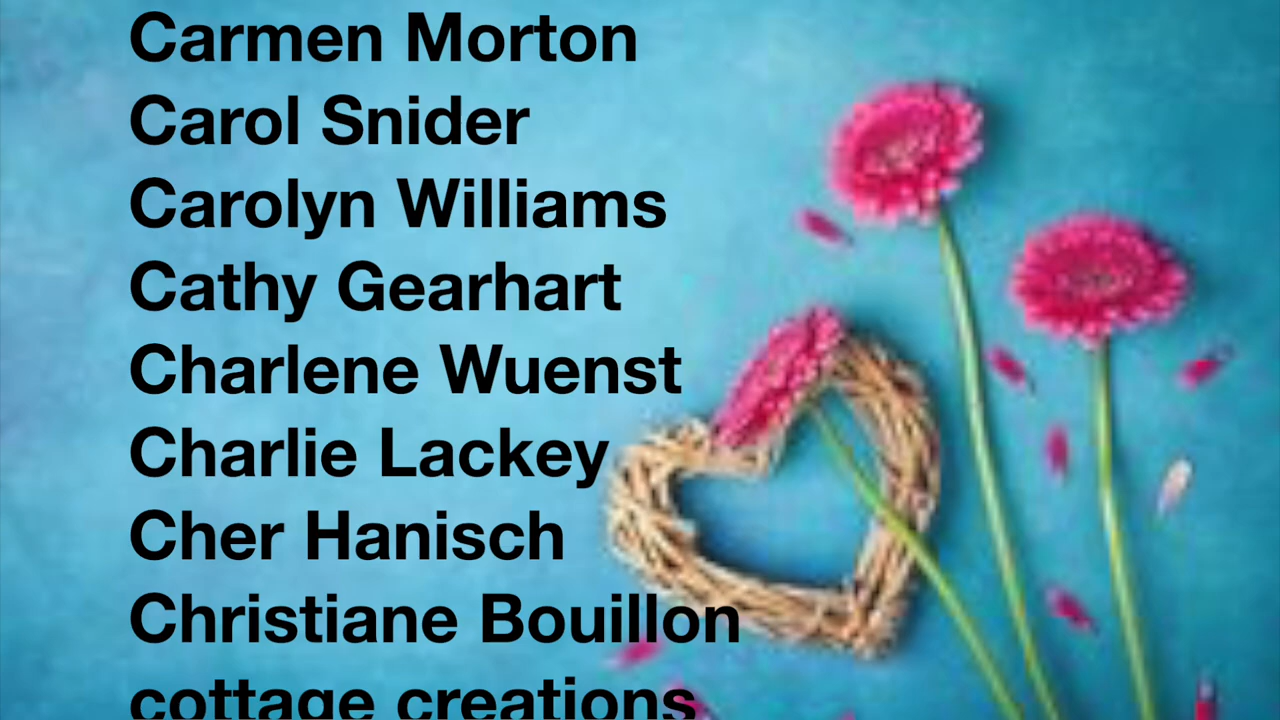 Carmen Morton
Carol Snider
Carolyn Williams
Cathy Gearhart
Charlene Wuenst
Charlie Lackey
Cher Hanisch
Christiane Bouillon
cottage creations